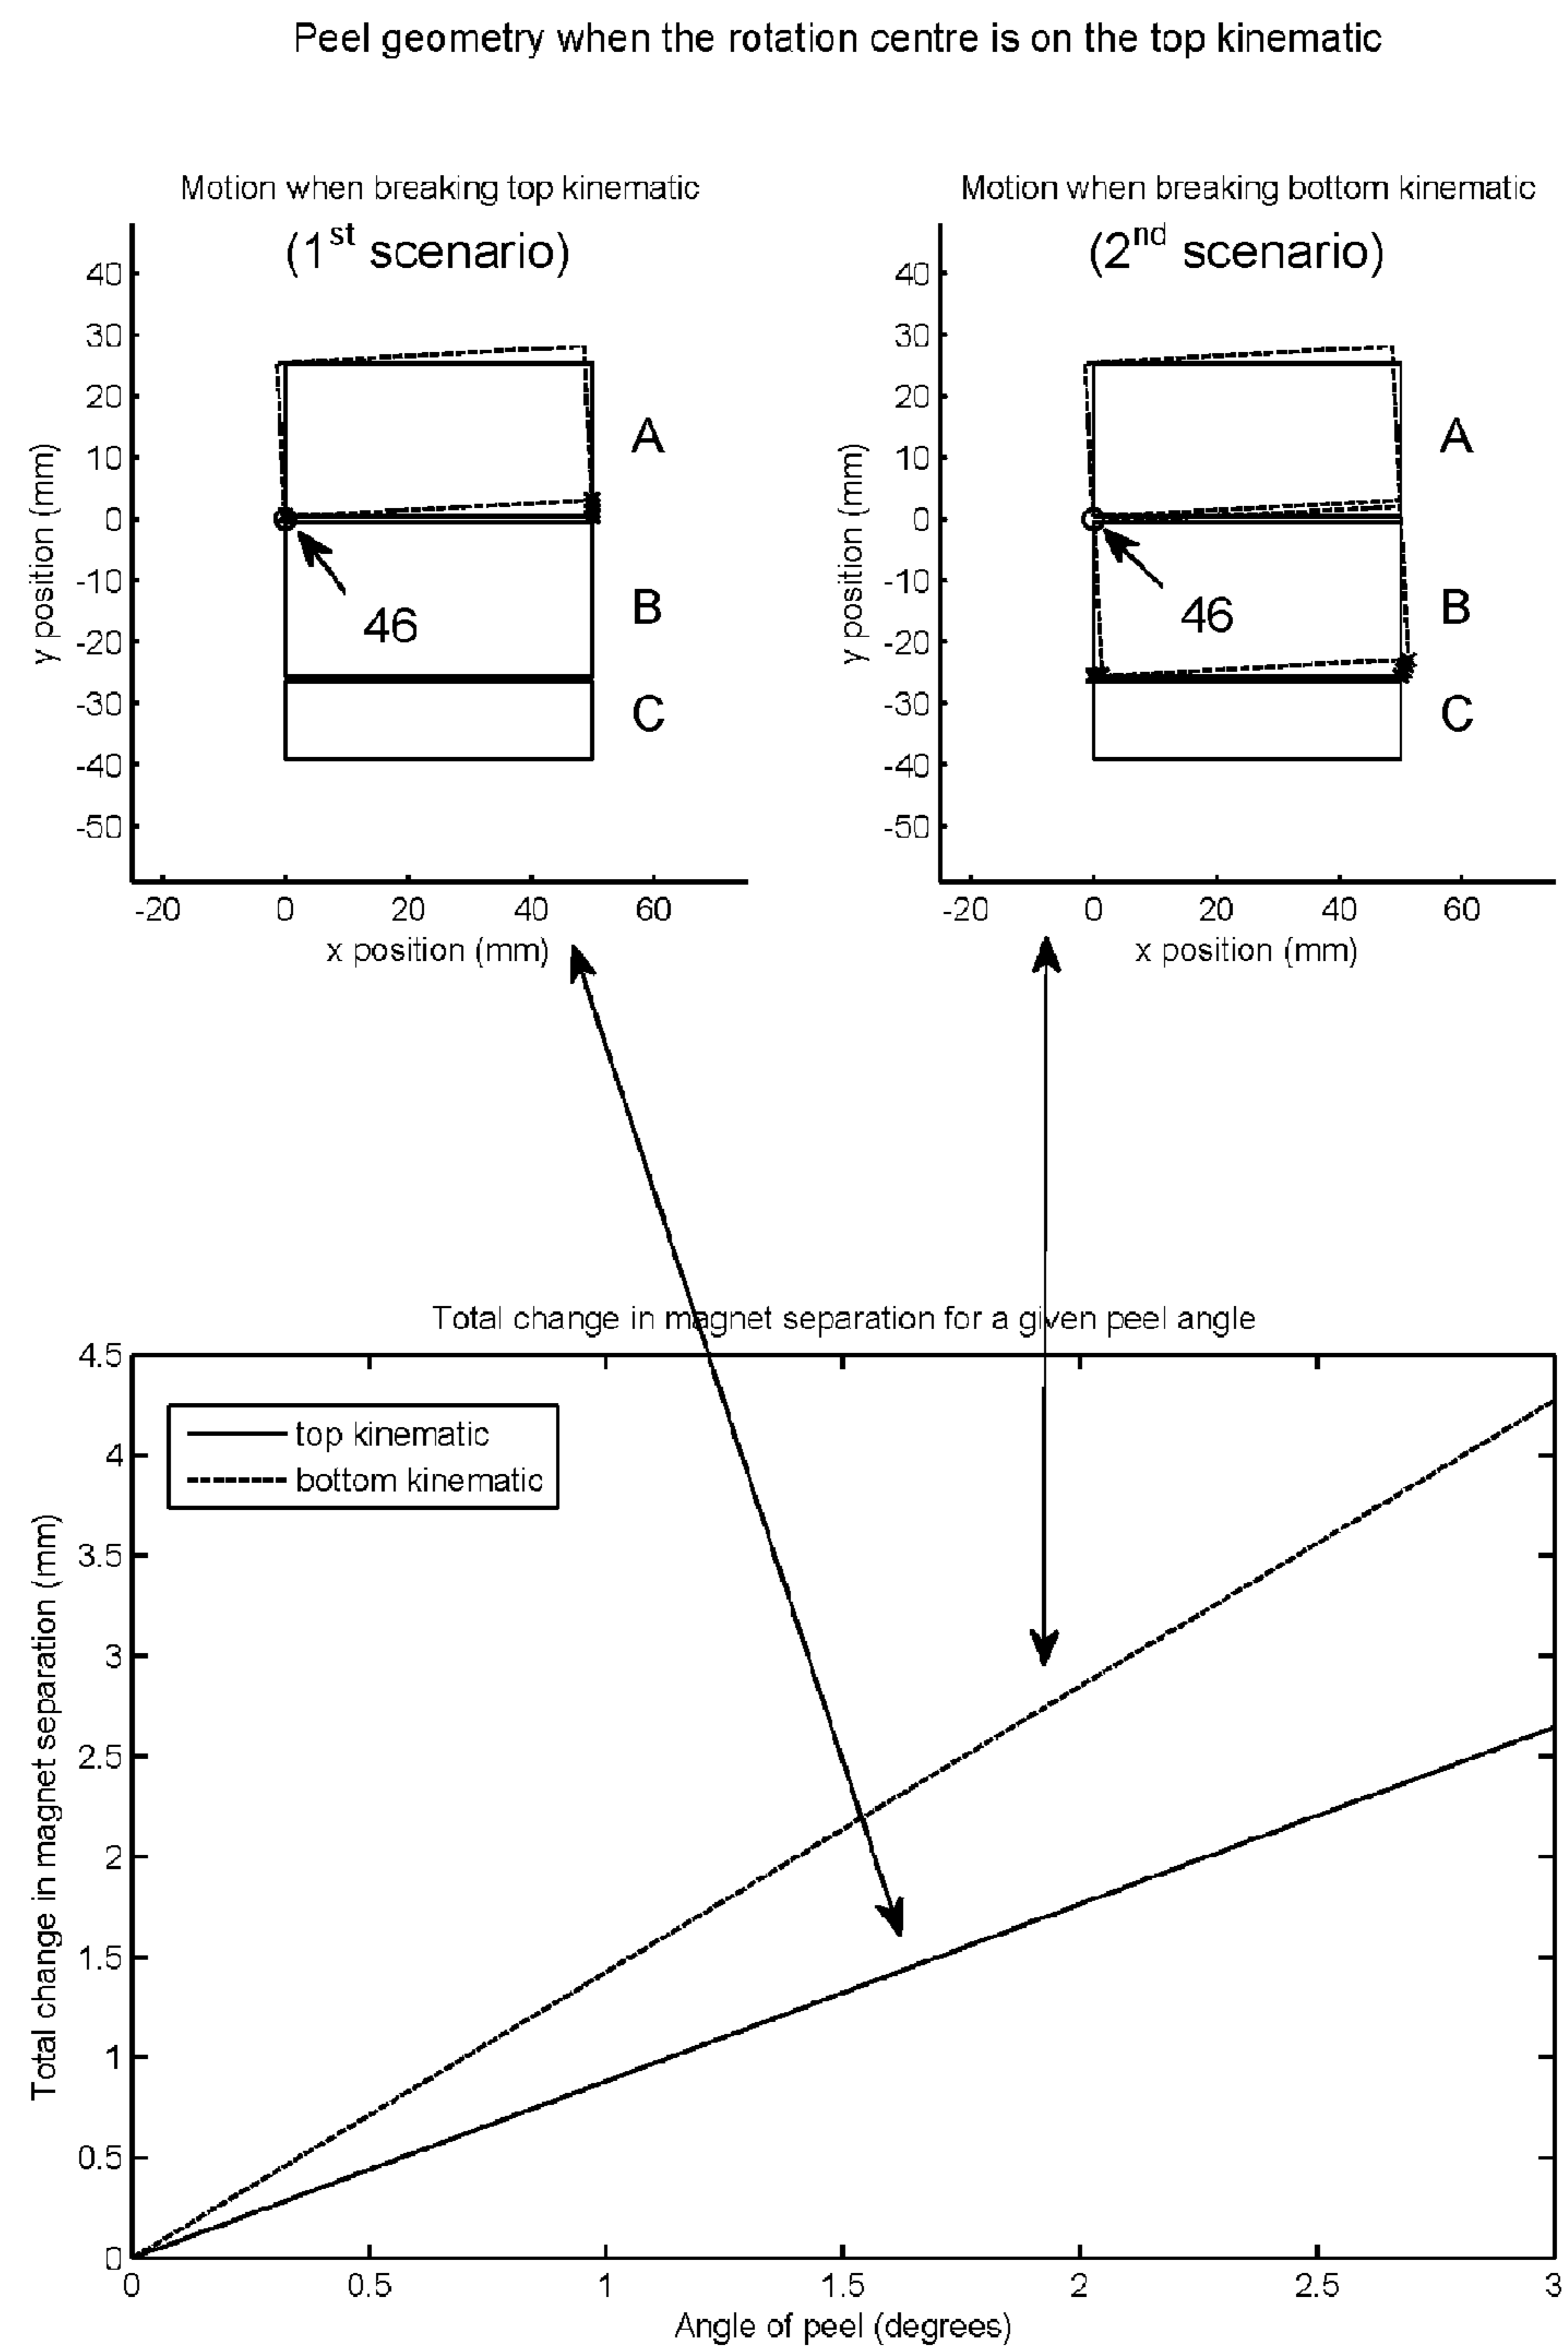 Peel geometry when the rotation centre is on the top kinematic
Motion when breaking top kinematic
(1st scenario)
40
30
20
10
0
-10
-20
-30
-40
-50
y position (mm)
A
B
C
46
-20 0 20 40 60
x position (mm)
Motion when breaking bottom kinematic
(2nd scenario)
40
30
20
10
0
-10
-20
-30
-40
-50
y position (mm)
A
B
C
46
-20 0 20 40 60
x position (mm)
Total change in magnet separation for a given peel angle
4.5
4
3.5
3
2.5
2
1.5
1
0.5
0
Total change in magnet separation (mm)
top kinematic
bottom kinematic
0 0.5 1 1.5 2 2.5 3
Angle of peel (degrees)